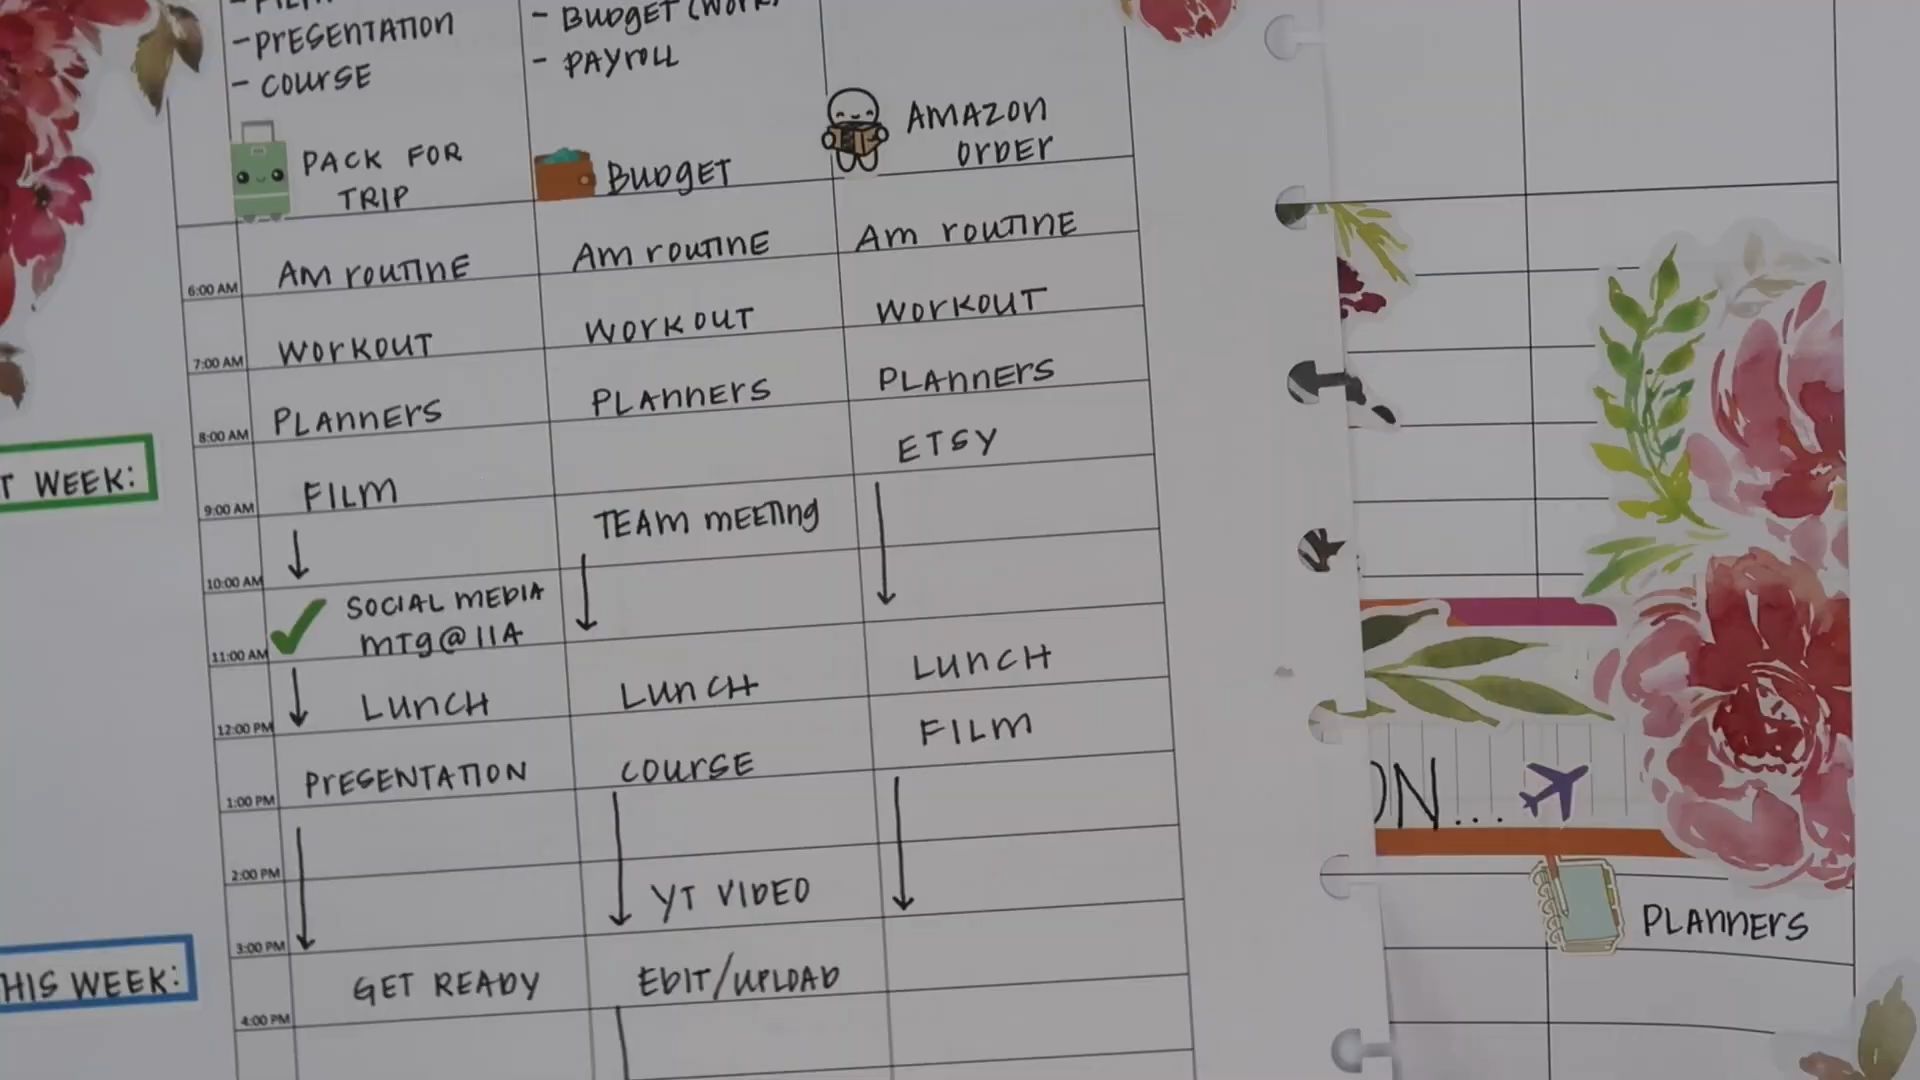 - PRESENTATION
- COURSE
- BUDGET (WORK)
- PAYROLL
PACK FOR
TRIP
BUDGET
AMAZON
ORDER
6:00 AM
AM ROUTINE
AM ROUTINE
AM ROUTINE
7:00 AM
WORKOUT
WORKOUT
WORKOUT
8:00 AM
PLANNERS
PLANNERS
PLANNERS
T WEEK:
9:00 AM
FILM
ETSY
10:00 AM
TEAM MEETING
11:00 AM
SOCIAL MEDIA
MTG @ 11A
12:00 PM
LUNCH
LUNCH
LUNCH
1:00 PM
PRESENTATION
COURSE
FILM
2:00 PM
3:00 PM
YT VIDEO
HIS WEEK:
4:00 PM
GET READY
EDIT/UPLOAD
ON...
PLANNERS